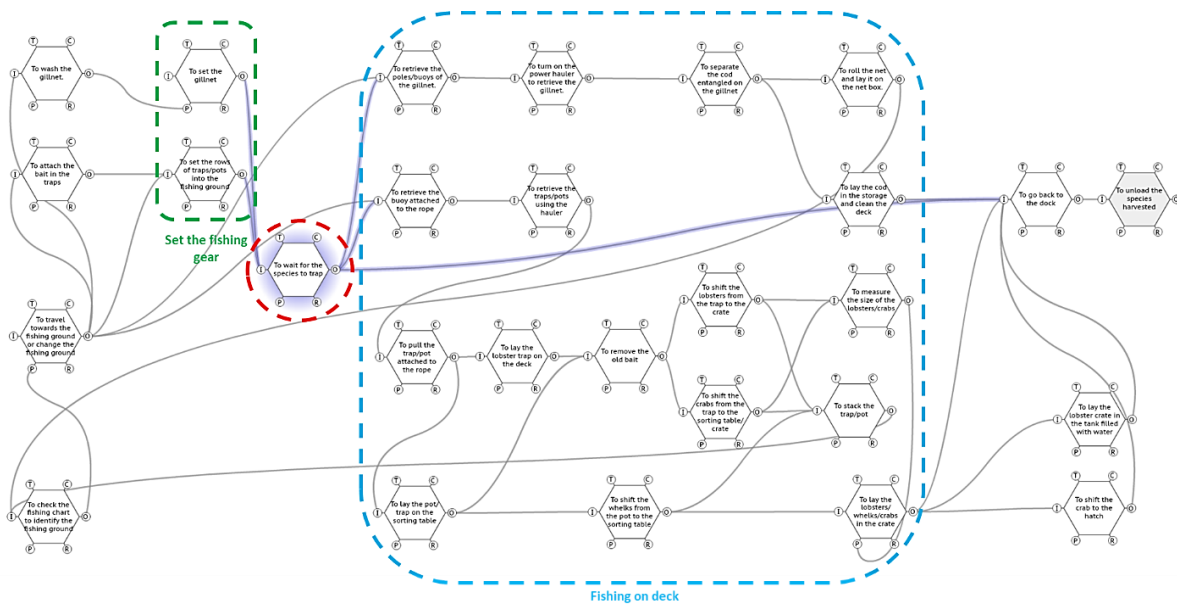 T C
I To wash the O
gillnet.
P R
T C
I To set the O
gillnet
P R
T C
I To retrieve the O
poles/buoys of
the gillnet.
P R
T C
I To turn on the O
power hauler
to retrieve the
gillnet.
P R
T C
I To separate O
the cod
entangled on
the gillnet
P R
T C
I To roll the net O
and lay it on
the net box.
P R
T C
I To attach the O
bait in the
traps
P R
T C
I To set the rows O
of traps/pots
into the
fishing ground
P R
Set the fishing
gear
T C
I To retrieve the O
buoy attached
to the rope
P R
T C
I To retrieve the O
traps/pots
using the
hauler
P R
T C
I To lay the cod O
in the storage
and clean the
deck
P R
T C
I To go back to O
the dock
P R
T C
I To unload the O
species
harvested
P R
T C
I To wait for the O
species to trap
P R
T C
I To travel O
towards the
fishing ground
or change the
fishing ground
P R
T C
I To pull the O
trap/pot
attached to
the rope
P R
T C
I To lay the O
lobster trap on
the deck
P R
T C
I To remove the O
old bait
P R
T C
I To shift the O
lobsters from
the trap to the
crate
P R
T C
I To measure O
the size of the
lobsters/crabs
P R
T C
I To shift the O
crabs from the
trap to the
sorting table/
crate
P R
T C
I To stack the O
trap/pot
P R
T C
I To lay the O
lobster crate in
the tank filled
with water
P R
T C
I To check the O
fishing chart
to identify the
fishing ground
P R
T C
I To lay the pot/ O
trap on the
sorting table
P R
T C
I To shift the O
whelks from
the pot to the
sorting table
P R
T C
I To lay the O
lobsters/
whelks/crabs
in the crate
P R
T C
I To shift the O
crab to the
hatch
P R
Fishing on deck